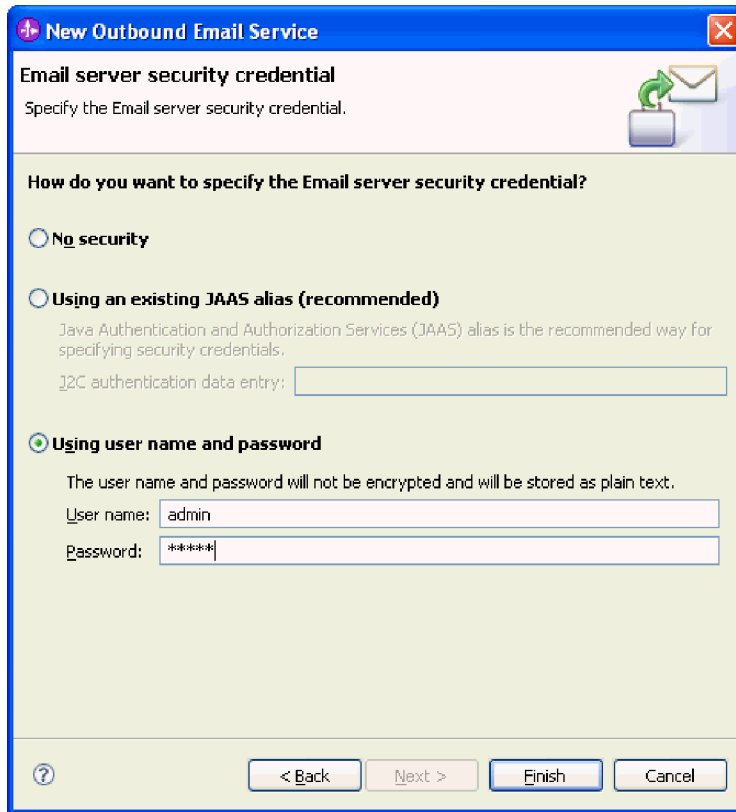 New Outbound Email Service
Email server security credential
Specify the Email server security credential.
How do you want to specify the Email server security credential?
No security
Using an existing JAAS alias (recommended)
Java Authentication and Authorization Services (JAAS) alias is the recommended way for
specifying security credentials.
J2C authentication data entry:
Using user name and password
The user name and password will not be encrypted and will be stored as plain text.
User name: admin
Password: *****
? < Back Next > Finish Cancel